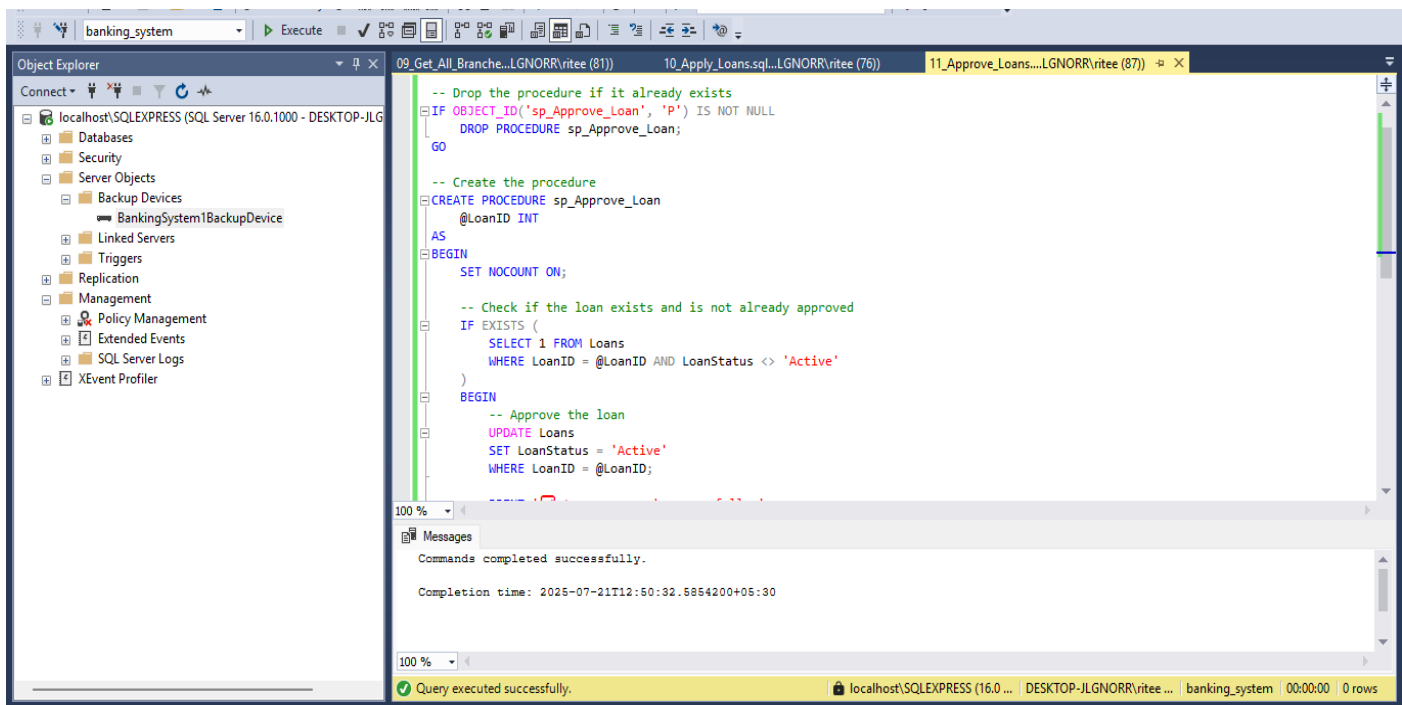 banking_system
Execute
Object Explorer
Connect
localhost\SQLEXPRESS (SQL Server 16.0.1000 - DESKTOP-JLG
Databases
Security
Server Objects
Backup Devices
BankingSystem1BackupDevice
Linked Servers
Triggers
Replication
Management
Policy Management
Extended Events
SQL Server Logs
XEvent Profiler
09_Get_All_Branche...LGNORR\ritee (81))
10_Apply_Loans.sql...LGNORR\ritee (76))
11_Approve_Loans....LGNORR\ritee (87))
-- Drop the procedure if it already exists
IF OBJECT_ID('sp_Approve_Loan', 'P') IS NOT NULL
DROP PROCEDURE sp_Approve_Loan;
GO
-- Create the procedure
CREATE PROCEDURE sp_Approve_Loan
@LoanID INT
AS
BEGIN
SET NOCOUNT ON;
-- Check if the loan exists and is not already approved
IF EXISTS (
SELECT 1 FROM Loans
WHERE LoanID = @LoanID AND LoanStatus <> 'Active'
)
BEGIN
-- Approve the loan
UPDATE Loans
SET LoanStatus = 'Active'
WHERE LoanID = @LoanID;
100 %
Messages
Commands completed successfully.
Completion time: 2025-07-21T12:50:32.5854200+05:30
100 %
Query executed successfully.
localhost\SQLEXPRESS (16.0 ...
DESKTOP-JLGNORR\ritee ...
banking_system
00:00:00
0 rows